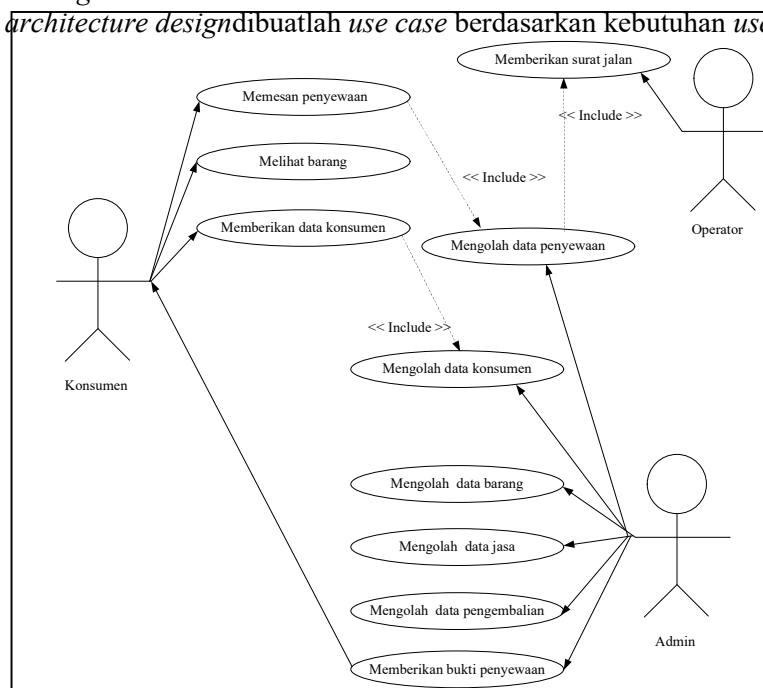 architecture designdibuatlah use case berdasarkan kebutuhan use
Memberikan surat jalan
Memesan penyewaan
<< Include >>
Melihat barang
<< Include >>
Memberikan data konsumen
Operator
Mengolah data penyewaan
<< Include >>
Mengolah data konsumen
Konsumen
Mengolah data barang
Mengolah data jasa
Mengolah data pengembalian
Admin
Memberikan bukti penyewaan